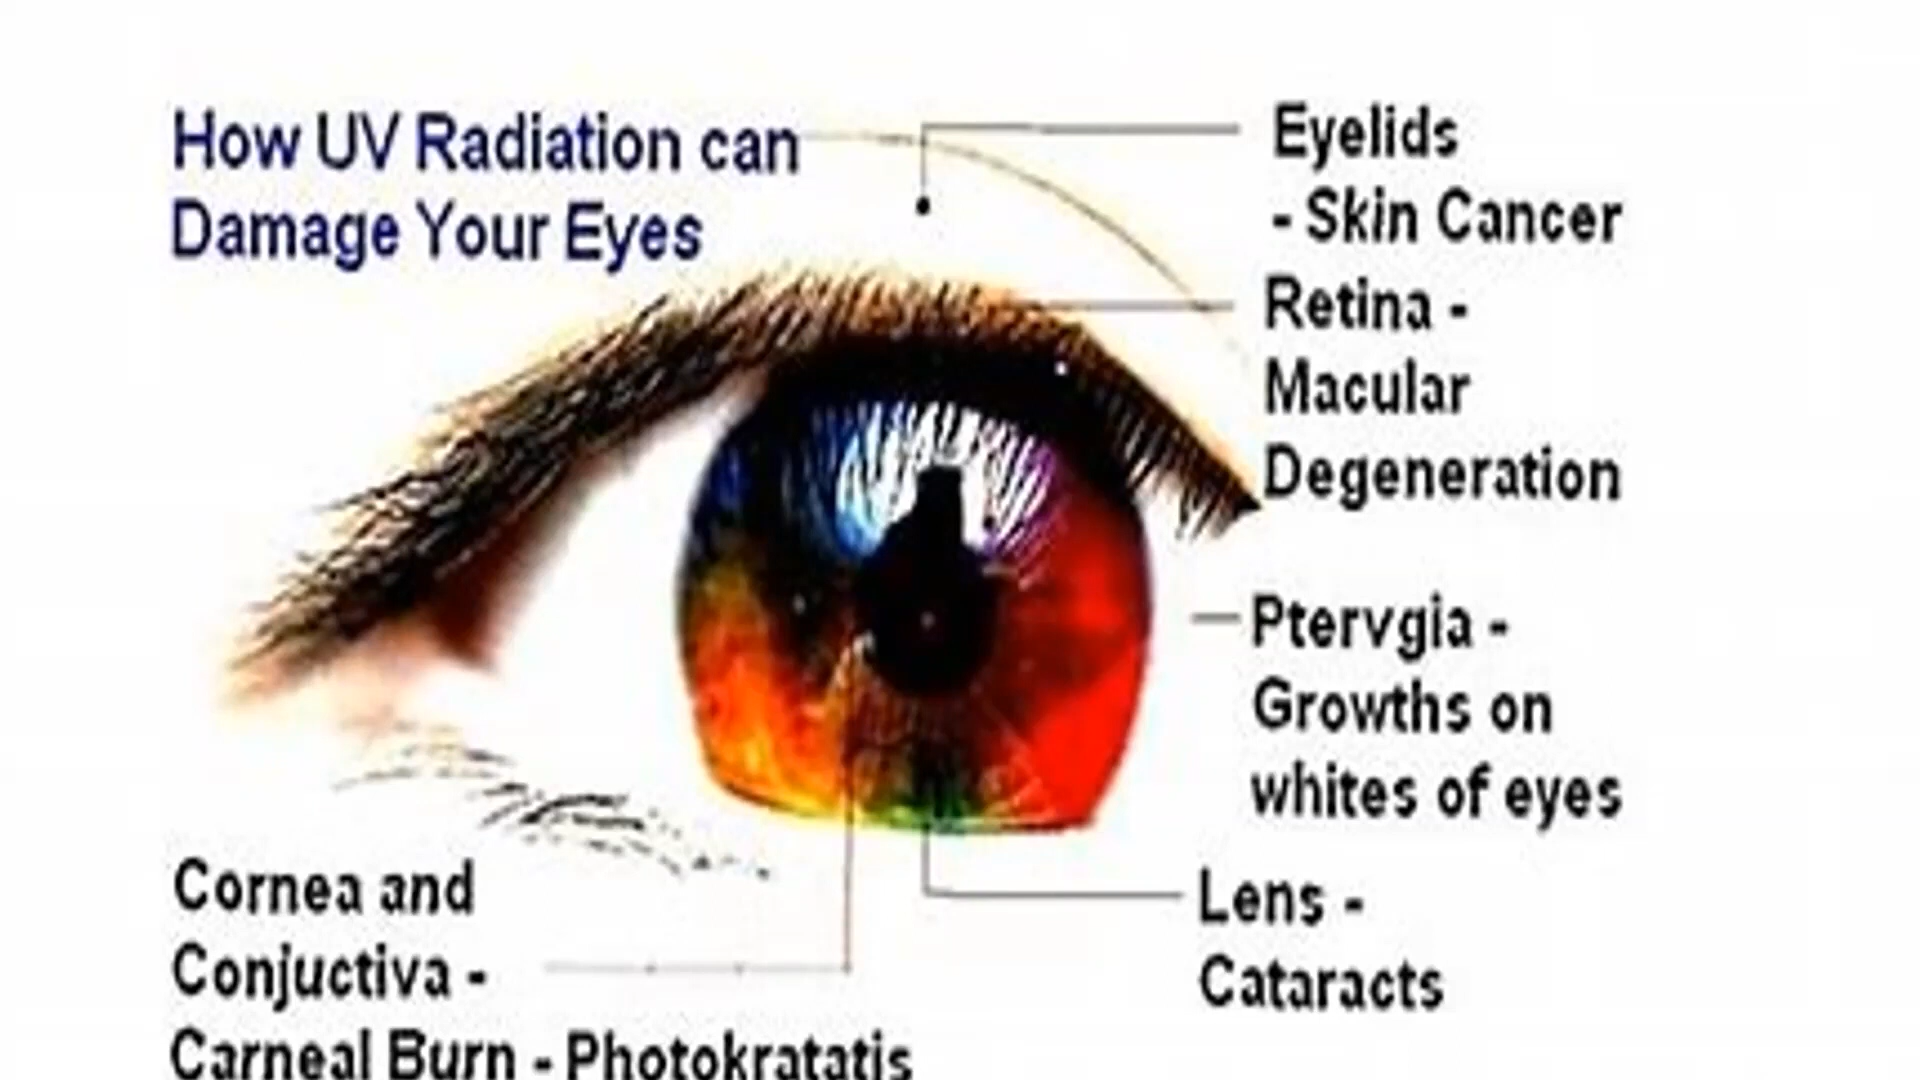 How UV Radiation can
Damage Your Eyes
Eyelids
- Skin Cancer
Retina -
Macular
Degeneration
Ptervgia -
Growths on
whites of eyes
Lens -
Cataracts
Cornea and
Conjuctiva -
Carneal Burn - Photokratatis